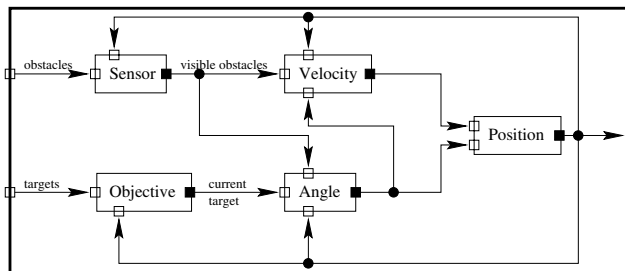 obstacles
Sensor
visible obstacles
Velocity
Position
targets
Objective
current
target
Angle